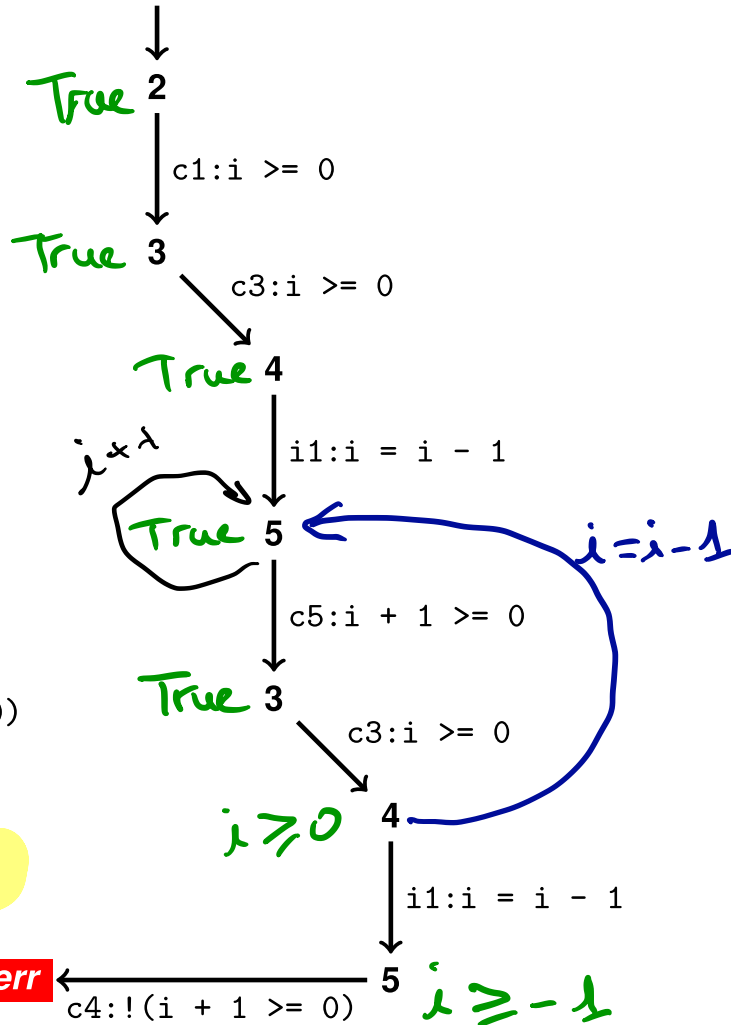 True 2
c1:i >= 0
True 3
c3:i >= 0
True 4
i1:i = i - 1
True 5
i=i-1
c5:i + 1 >= 0
True 3
)
c3:i >= 0
i ⩾ 0 4
i1:i = i - 1
err
5 i ⩾ -1
c4:!(i + 1 >= 0)